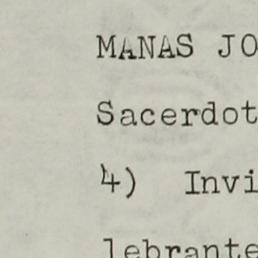 MANAS JO
Sacerdot
4) Invi
lebrante